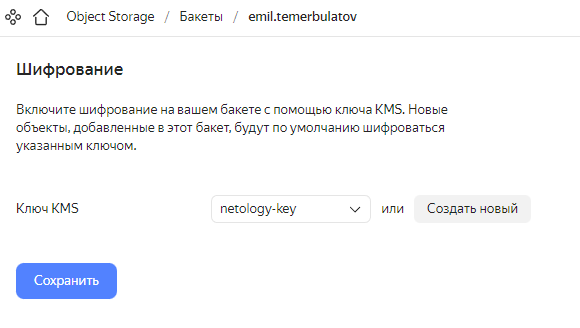 Object Storage / Бакеты / emil.temerbulatov
Шифрование
Включите шифрование на вашем бакете с помощью ключа KMS. Новые
объекты, добавленные в этот бакет, будут по умолчанию шифроваться
указанным ключом.
Ключ KMS netology-key или Создать новый
Сохранить